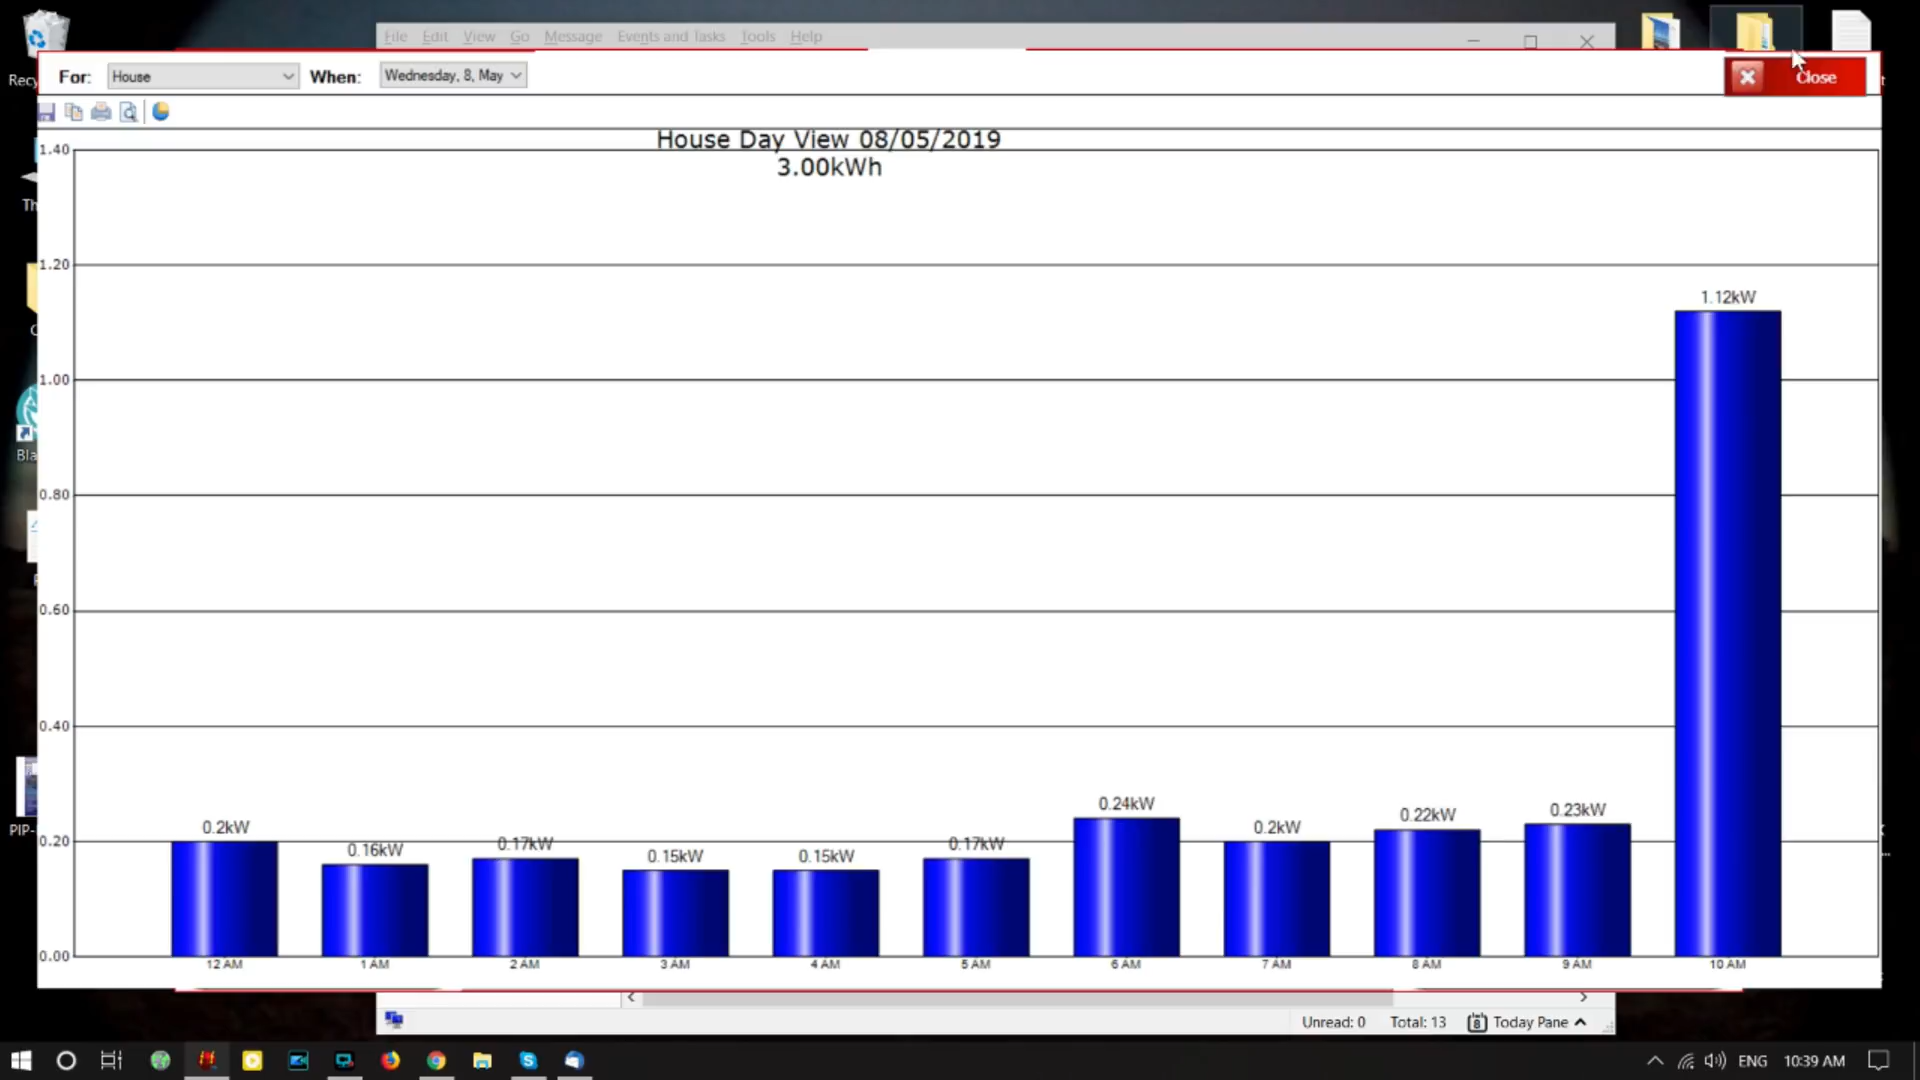 File Edit View Go Message Events and Tasks Tools Help
For: House When: Wednesday, 8, May
Close
House Day View 08/05/2019
3.00kWh
1.40
1.20
1.00
0.80
0.60
0.40
0.20
0.00
0.2kW
0.16kW
0.17kW
0.15kW
0.15kW
0.17kW
0.24kW
0.2kW
0.22kW
0.23kW
1.12kW
12 AM 1 AM 2 AM 3 AM 4 AM 5 AM 6 AM 7 AM 8 AM 9 AM 10 AM
Unread: 0 Total: 13 8 Today Pane
ENG 10:39 AM